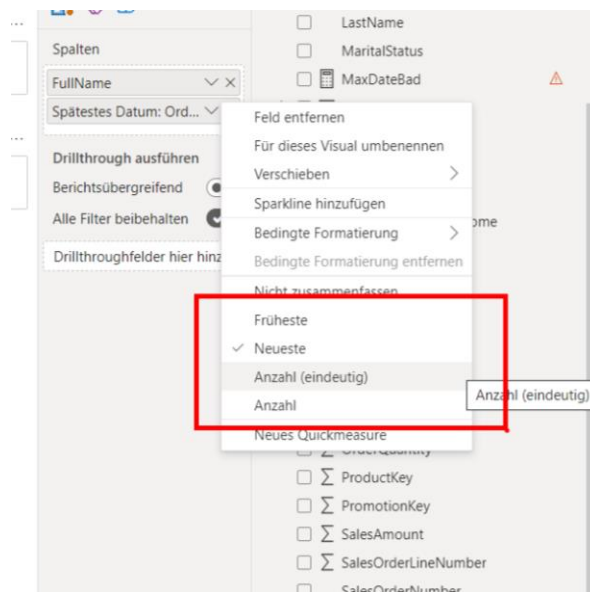 LastName
Spalten
MaritalStatus
FullName
MaxDateBad
Spätestes Datum: Ord...
Feld entfernen
Für dieses Visual umbenennen
Drillthrough ausführen
Verschieben
Berichtsübergreifend
Sparkline hinzufügen
Alle Filter beibehalten
Bedingte Formatierung
ome
Drillthroughfelder hier hinz
Bedingte Formatierung entfernen
Nicht zusammenfassen
Früheste
Neueste
Anzahl (eindeutig)
Anzahl (eindeutig)
Anzahl
Neues Quickmeasure
OrderQuantity
ProductKey
PromotionKey
SalesAmount
SalesOrderLineNumber
SalesOrderNumber